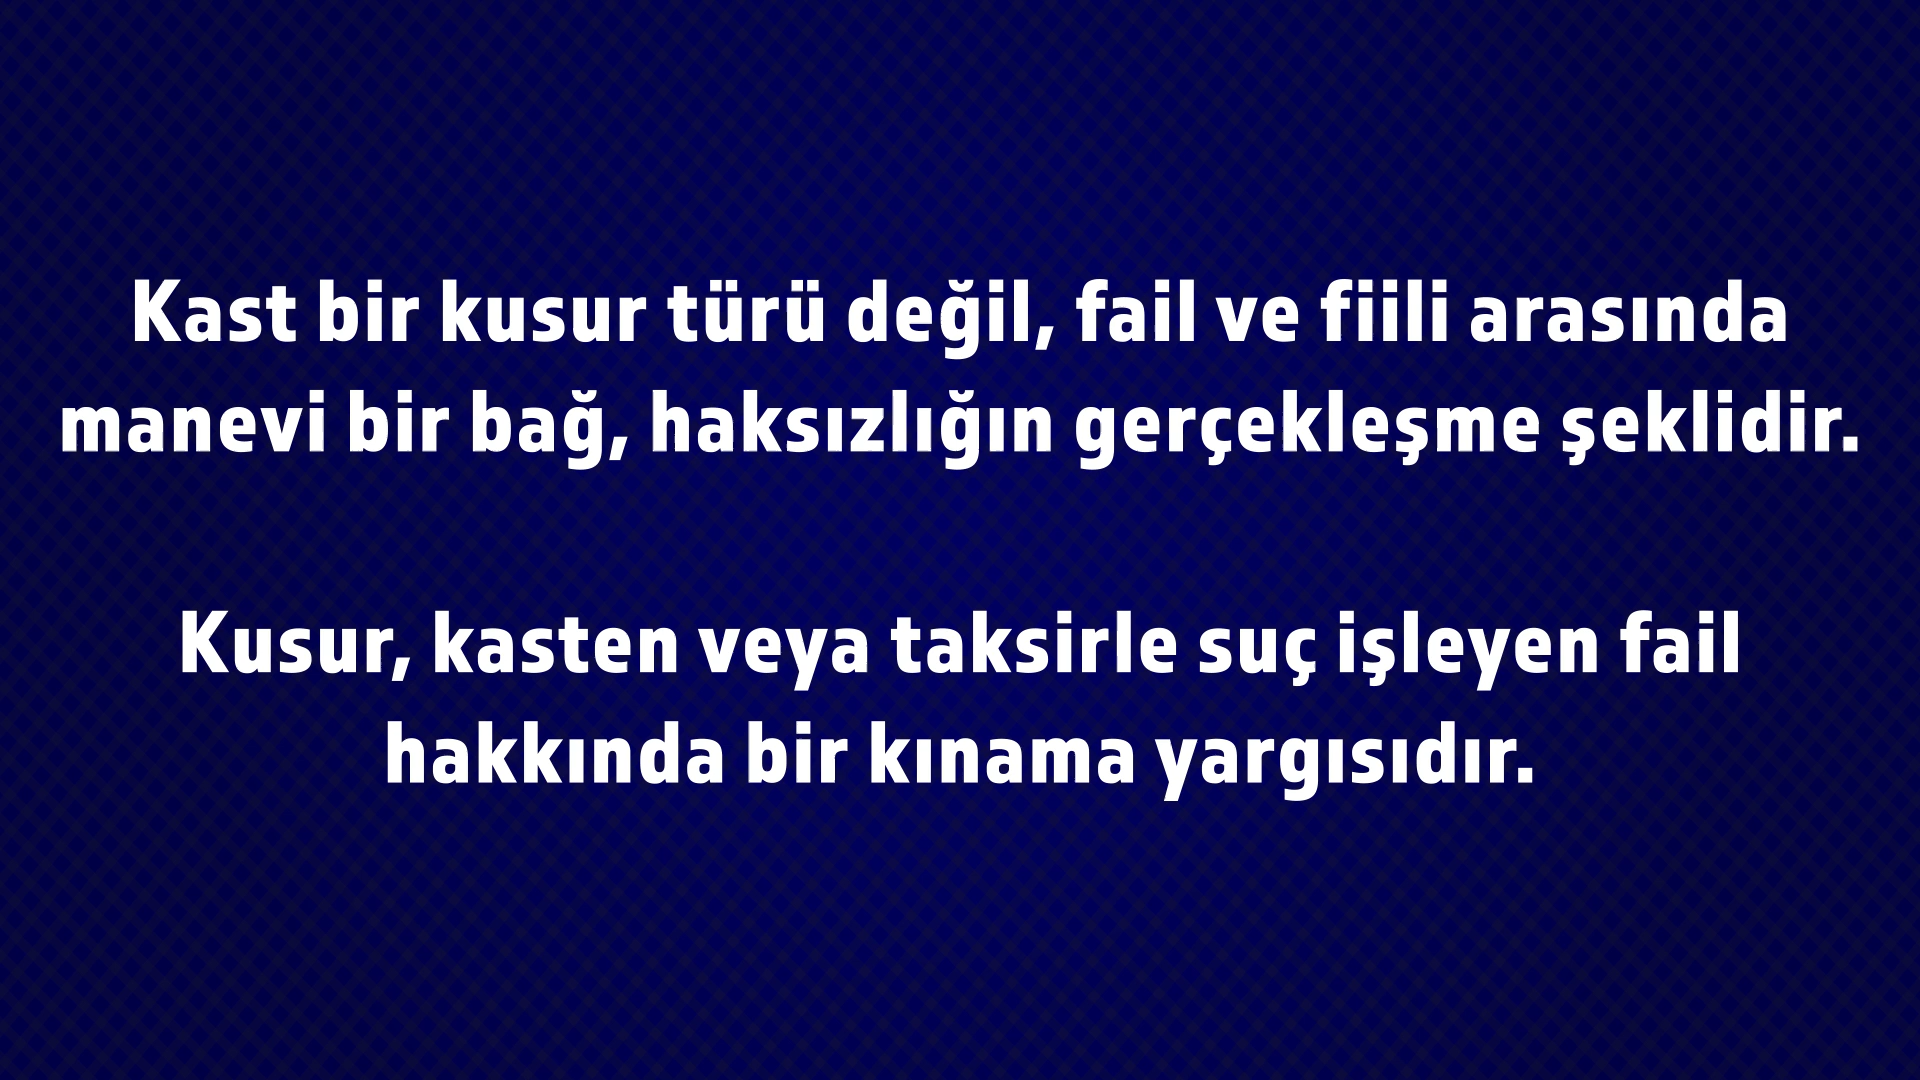 Kast bir kusur türü değil, fail ve fiili arasında
manevi bir bağ, haksızlığın gerçekleşme şeklidir.
Kusur, kasten veya taksirle suç işleyen fail
hakkında bir kınama yargısıdır.